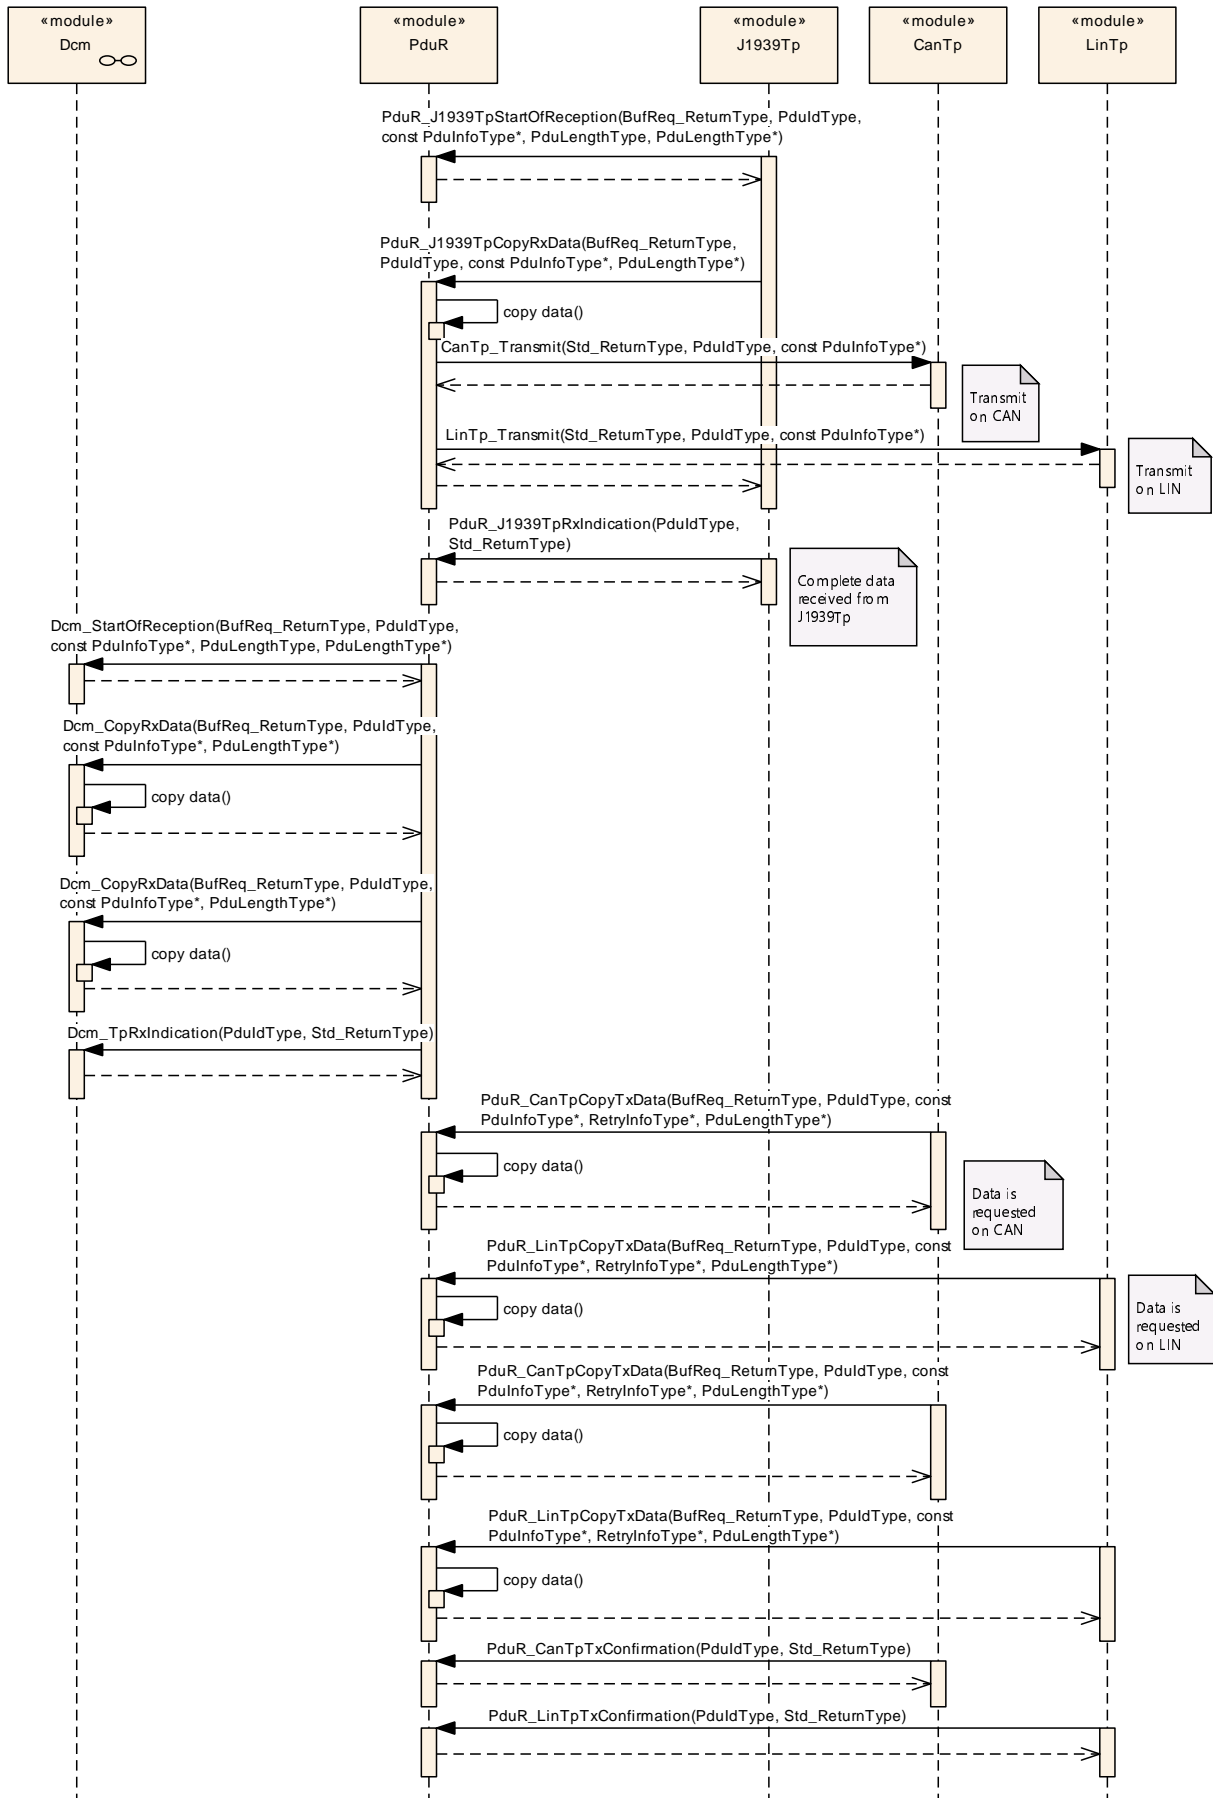 «module»
Dcm
«module»
PduR
«module»
J1939Tp
«module»
CanTp
«module»
LinTp
PduR_J1939TpStartOfReception(BufReq_ReturnType, PduIdType,
const PduInfoType*, PduLengthType, PduLengthType*)
PduR_J1939TpCopyRxData(BufReq_ReturnType,
PduIdType, const PduInfoType*, PduLengthType*)
copy data()
CanTp_Transmit(Std_ReturnType, PduIdType, const PduInfoType*)
Transmit
on CAN
LinTp_Transmit(Std_ReturnType, PduIdType, const PduInfoType*)
Transmit
on LIN
PduR_J1939TpRxIndication(PduIdType,
Std_ReturnType)
Complete data
received from
J1939Tp
Dcm_StartOfReception(BufReq_ReturnType, PduIdType,
const PduInfoType*, PduLengthType, PduLengthType*)
Dcm_CopyRxData(BufReq_ReturnType, PduIdType,
const PduInfoType*, PduLengthType*)
copy data()
Dcm_CopyRxData(BufReq_ReturnType, PduIdType,
const PduInfoType*, PduLengthType*)
copy data()
Dcm_TpRxIndication(PduIdType, Std_ReturnType)
PduR_CanTpCopyTxData(BufReq_ReturnType, PduIdType, const
PduInfoType*, RetryInfoType*, PduLengthType*)
copy data()
Data is
requested
on CAN
PduR_LinTpCopyTxData(BufReq_ReturnType, PduIdType, const
PduInfoType*, RetryInfoType*, PduLengthType*)
copy data()
Data is
requested
on LIN
PduR_CanTpCopyTxData(BufReq_ReturnType, PduIdType, const
PduInfoType*, RetryInfoType*, PduLengthType*)
copy data()
PduR_LinTpCopyTxData(BufReq_ReturnType, PduIdType, const
PduInfoType*, RetryInfoType*, PduLengthType*)
copy data()
PduR_CanTpTxConfirmation(PduIdType, Std_ReturnType)
PduR_LinTpTxConfirmation(PduIdType, Std_ReturnType)